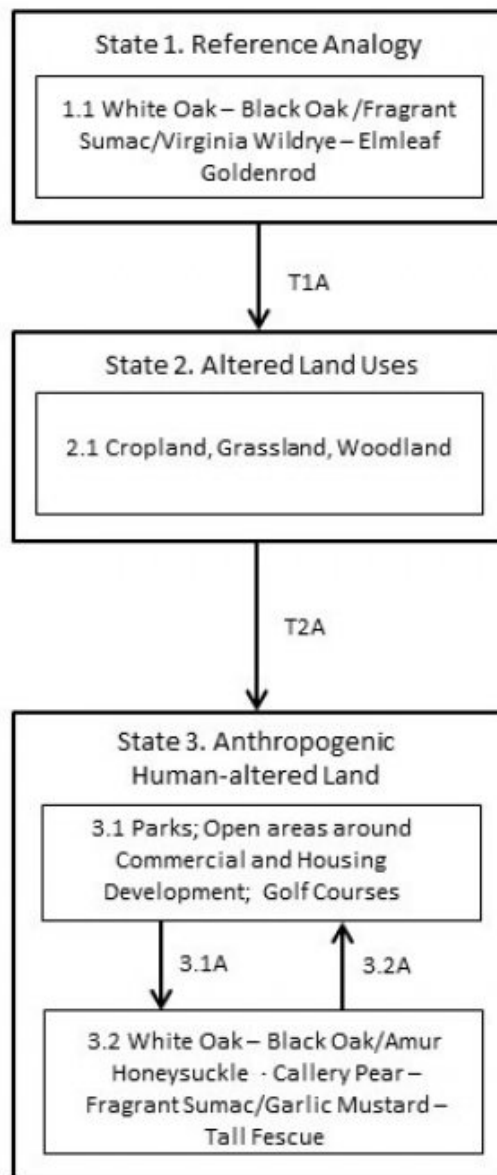 State 1. Reference Analogy
1.1 White Oak – Black Oak /Fragrant
Sumac/Virginia Wildrye – Elmleaf
Goldenrod
T1A
State 2. Altered Land Uses
2.1 Cropland, Grassland, Woodland
T2A
State 3. Anthropogenic
Human-altered Land
3.1 Parks; Open areas around
Commercial and Housing
Development; Golf Courses
3.1A
3.2A
3.2 White Oak – Black Oak/Amur
Honeysuckle - Callery Pear –
Fragrant Sumac/Garlic Mustard –
Tall Fescue